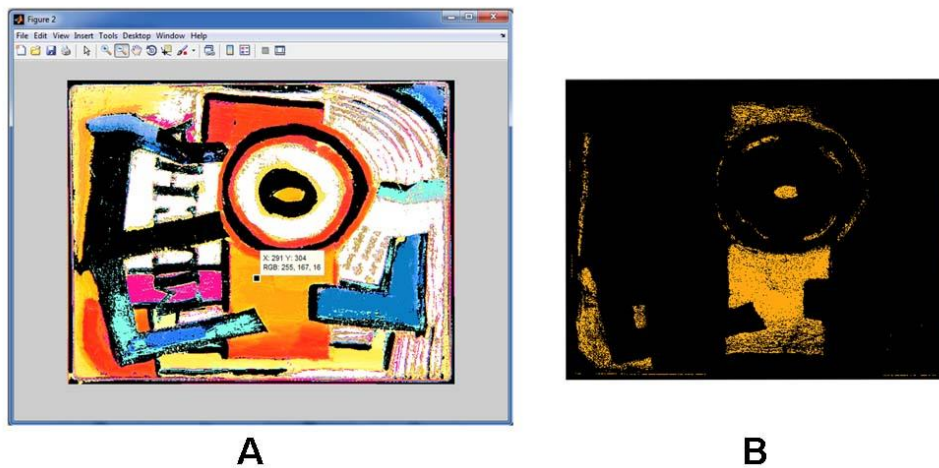 Figure 2
File Edit View Insert Tools Desktop Window Help
X: 291 Y: 304
RGB: 255, 167, 16
A
B